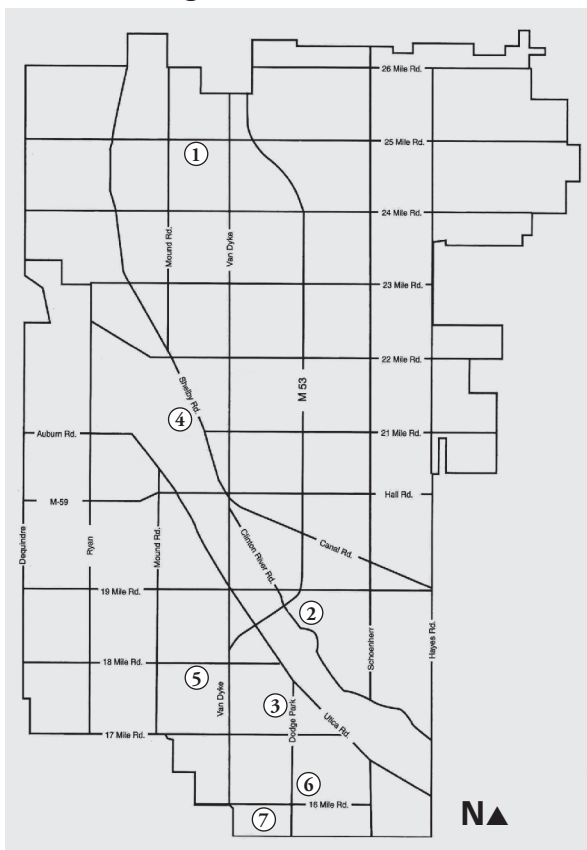 26 Mile Rd.
25 Mile Rd.
①
24 Mile Rd.
Mound Rd.
Van Dyke
23 Mile Rd.
22 Mile Rd.
Shelby Rd.
M 53
④
21 Mile Rd.
Auburn Rd.
M-59
Hall Rd.
Dequindre
Ryan
Mound Rd.
Clinton River Rd.
Canal Rd.
19 Mile Rd.
②
Schoenherr
Hayes Rd.
18 Mile Rd.
⑤
Van Dyke
③
Dodge Park
Utica Rd.
17 Mile Rd.
⑥
16 Mile Rd.
⑦
N▲